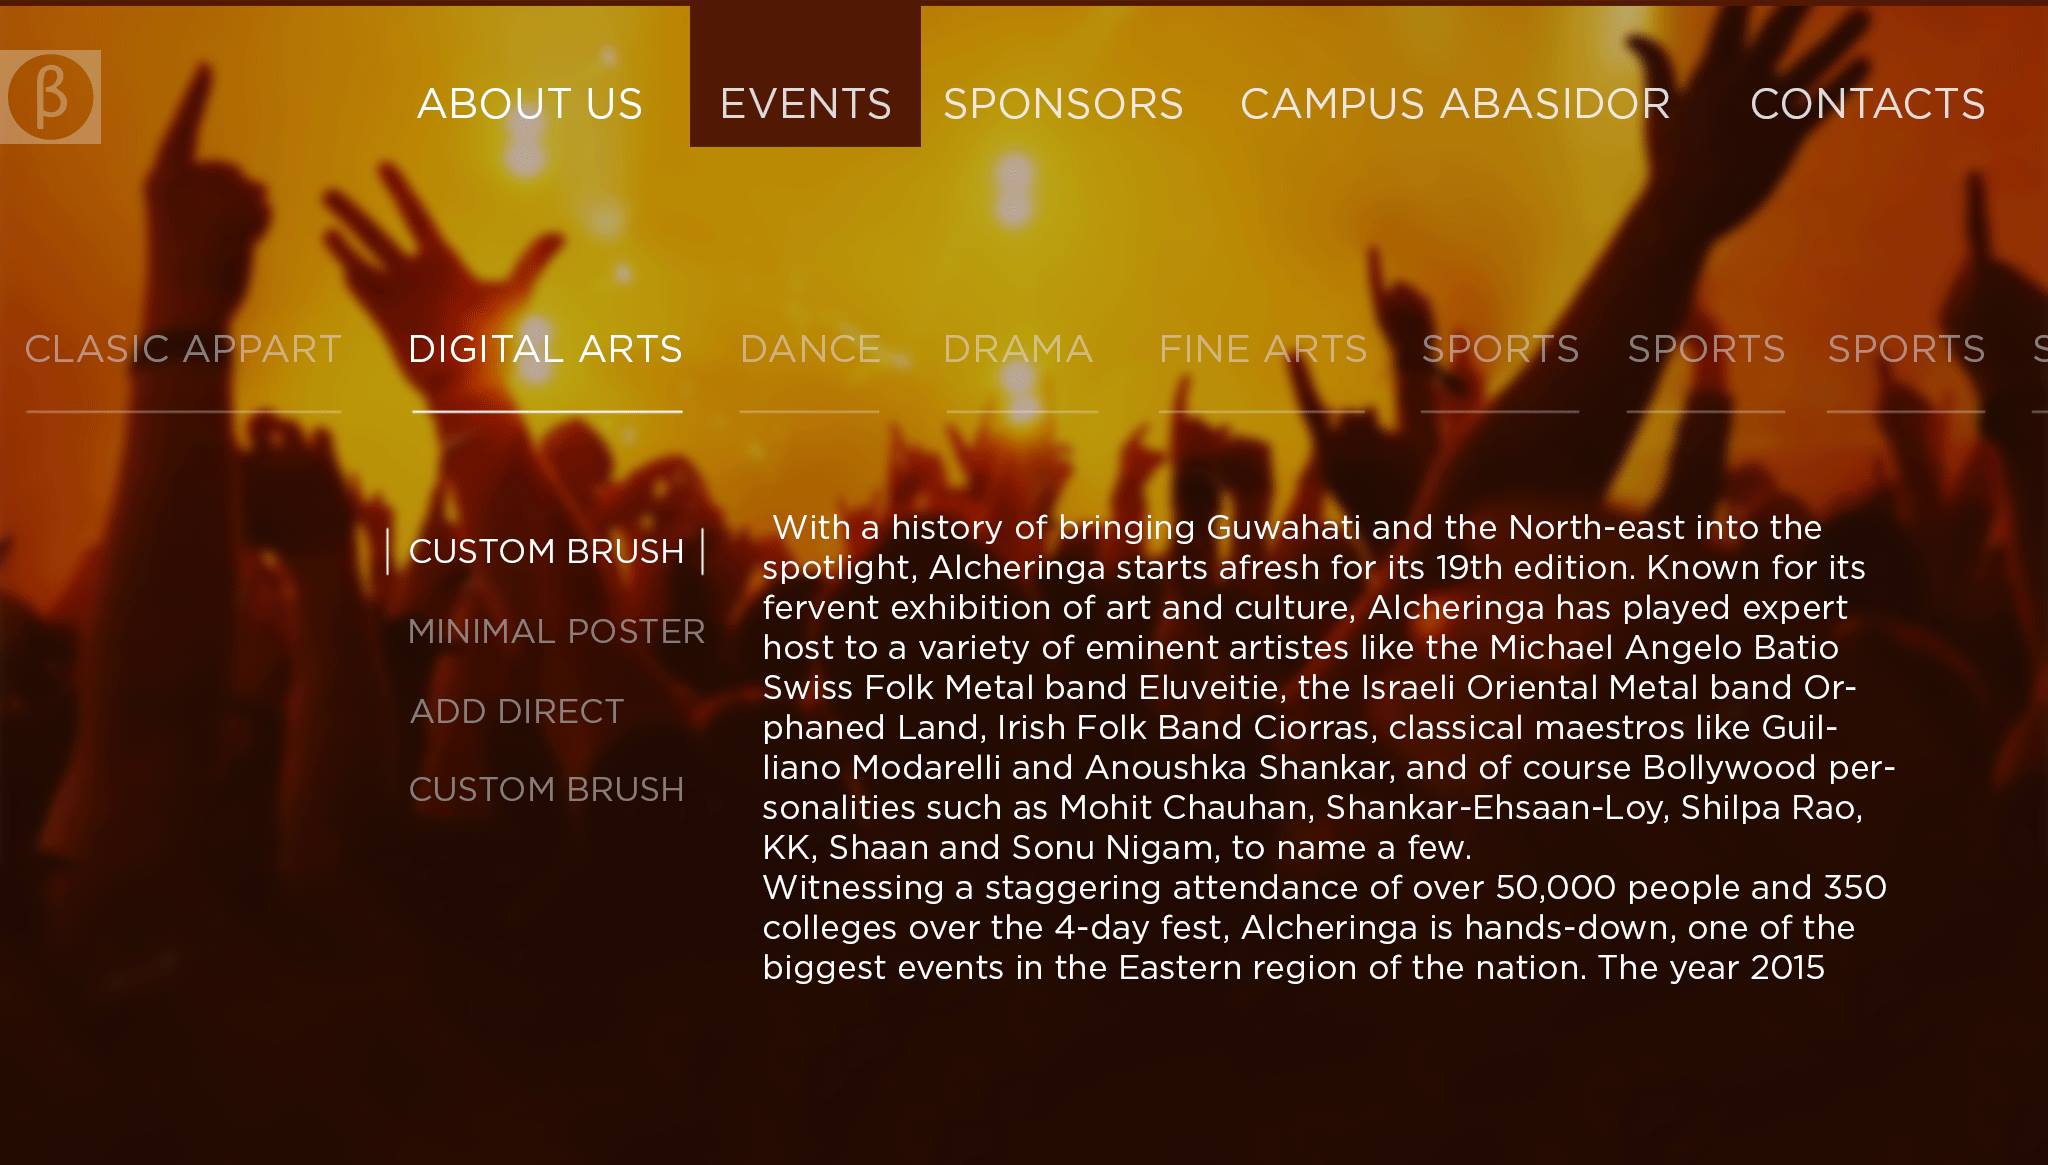 β
ABOUT US EVENTS SPONSORS CAMPUS ABASIDOR CONTACTS
CLASIC APPART DIGITAL ARTS DANCE DRAMA FINE ARTS SPORTS SPORTS SPORTS S
| CUSTOM BRUSH |
MINIMAL POSTER
ADD DIRECT
CUSTOM BRUSH
With a history of bringing Guwahati and the North-east into the
spotlight, Alcheringa starts afresh for its 19th edition. Known for its
fervent exhibition of art and culture, Alcheringa has played expert
host to a variety of eminent artistes like the Michael Angelo Batio
Swiss Folk Metal band Eluveitie, the Israeli Oriental Metal band Or-
phaned Land, Irish Folk Band Ciorras, classical maestros like Guil-
liano Modarelli and Anoushka Shankar, and of course Bollywood per-
sonalities such as Mohit Chauhan, Shankar-Ehsaan-Loy, Shilpa Rao,
KK, Shaan and Sonu Nigam, to name a few.
Witnessing a staggering attendance of over 50,000 people and 350
colleges over the 4-day fest, Alcheringa is hands-down, one of the
biggest events in the Eastern region of the nation. The year 2015